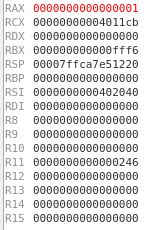 RAX 0000000000000001
RCX 00000000004011cb
RDX 0000000000000000
RBX 000000000000fff6
RSP 00007ffca7e51220
RBP 0000000000000000
RSI 0000000000402040
RDI 0000000000000000
R8 0000000000000000
R9 0000000000000000
R10 0000000000000000
R11 0000000000000246
R12 0000000000000000
R13 0000000000000000
R14 0000000000000000
R15 0000000000000000